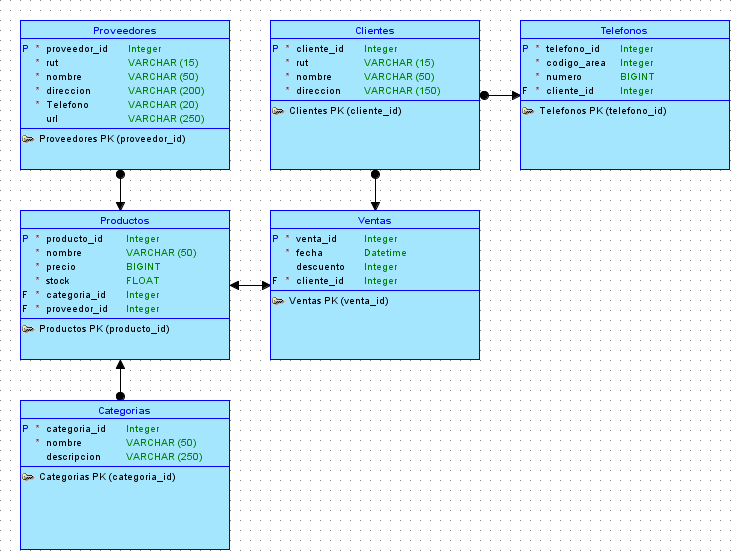 Proveedores
P * proveedor_id Integer
* rut VARCHAR (15)
* nombre VARCHAR (50)
* direccion VARCHAR (200)
* Telefono VARCHAR (20)
url VARCHAR (250)
Proveedores PK (proveedor_id)
Clientes
P * cliente_id Integer
* rut VARCHAR (15)
* nombre VARCHAR (50)
* direccion VARCHAR (150)
Clientes PK (cliente_id)
Telefonos
P * telefono_id Integer
* codigo_area Integer
* numero BIGINT
F * cliente_id Integer
Telefonos PK (telefono_id)
Productos
P * producto_id Integer
* nombre VARCHAR (50)
* precio BIGINT
* stock FLOAT
F * categoria_id Integer
F * proveedor_id Integer
Productos PK (producto_id)
Ventas
P * venta_id Integer
* fecha Datetime
descuento Integer
F * cliente_id Integer
Ventas PK (venta_id)
Categorias
P * categoria_id Integer
* nombre VARCHAR (50)
descripcion VARCHAR (250)
Categorias PK (categoria_id)